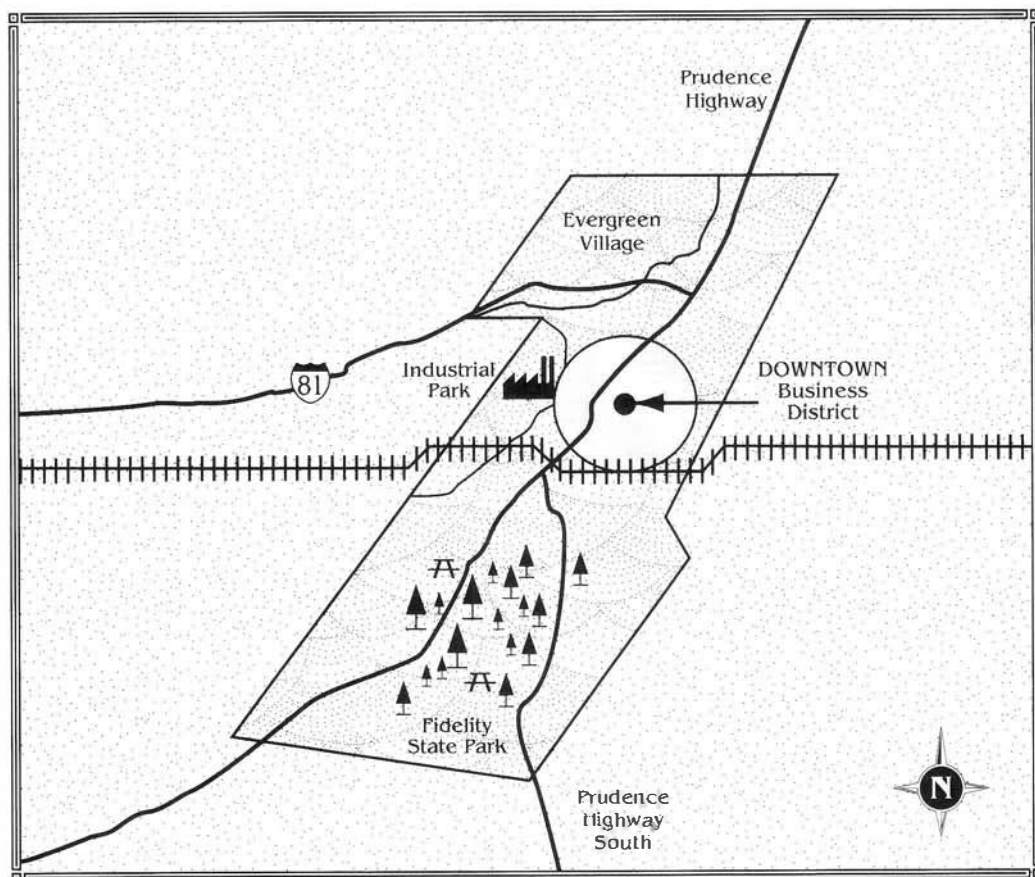 Prudence
Highway
Evergreen
Village
81
Industrial
Park
DOWNTOWN
Business
District
Fidelity
State Park
Prudence
Highway
South
N